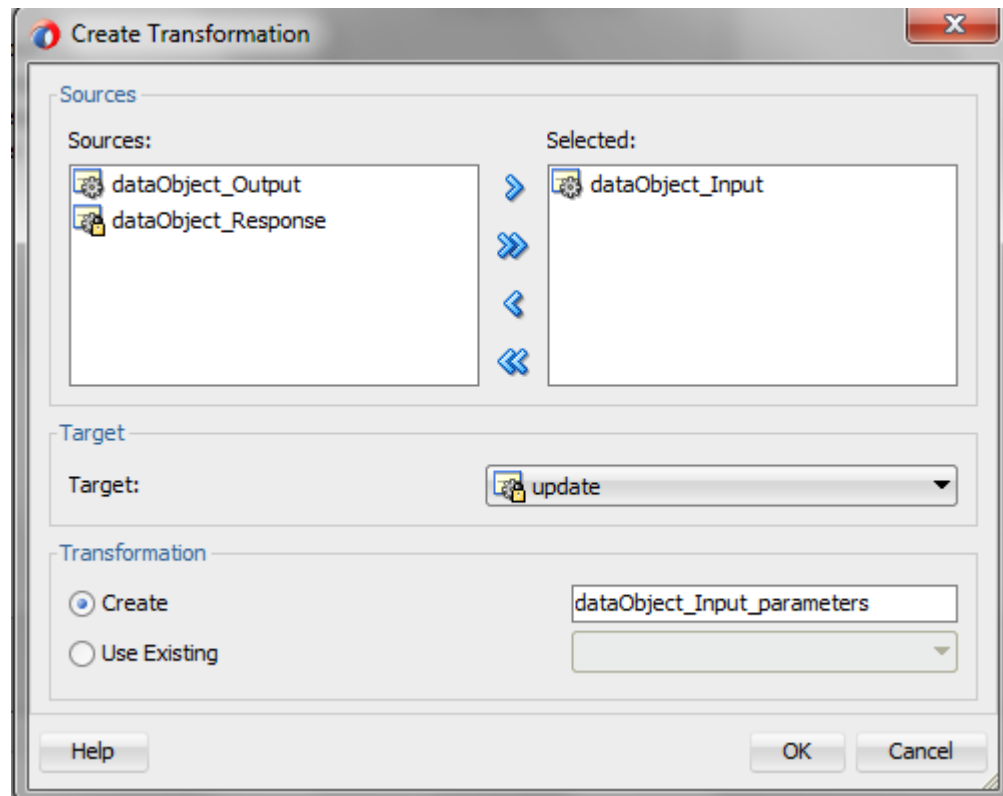 Create Transformation
Sources
Sources:
Selected:
dataObject_Output
dataObject_Response
dataObject_Input
Target
Target:
update
Transformation
Create
dataObject_Input_parameters
Use Existing
Help
OK
Cancel